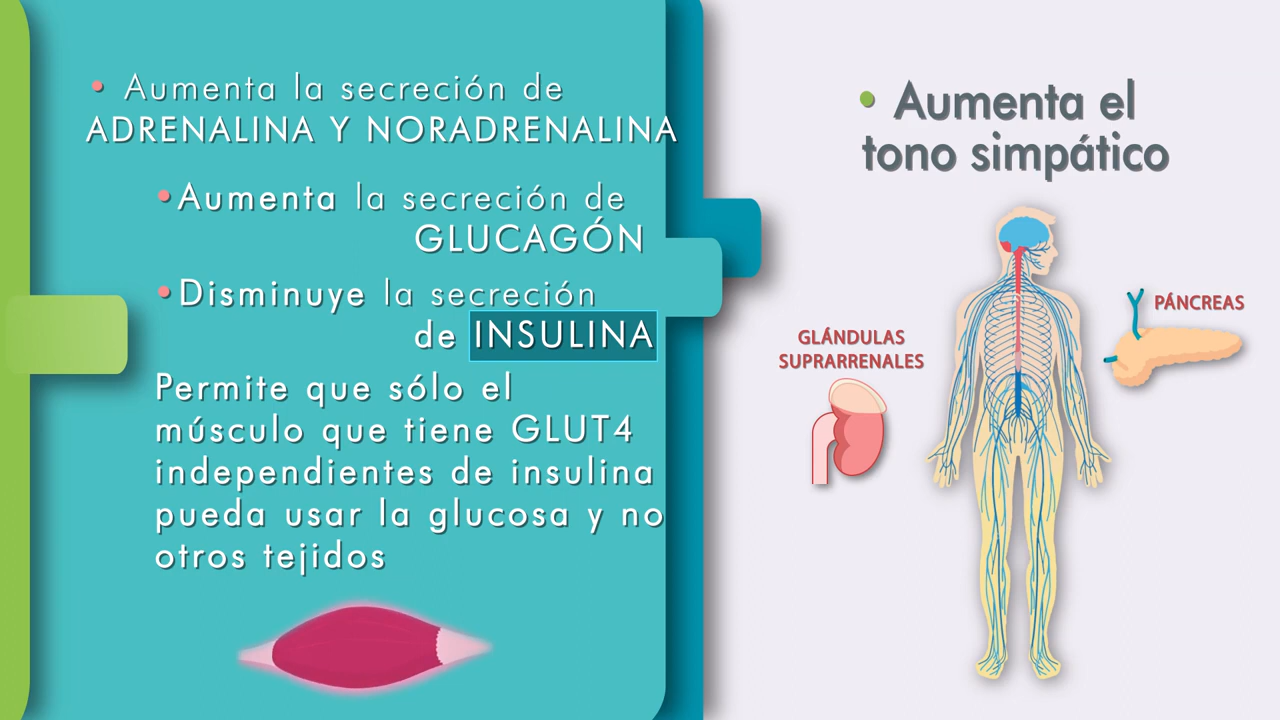 • Aumenta la secreción de
ADRENALINA Y NORADRENALINA
•Aumenta la secreción de
GLUCAGÓN
•Disminuye la secreción
de INSULINA
Permite que sólo el
músculo que tiene GLUT4
independientes de insulina
pueda usar la glucosa y no
otros tejidos
• Aumenta el
tono simpático
PÁNCREAS
GLÁNDULAS
SUPRARRENALES